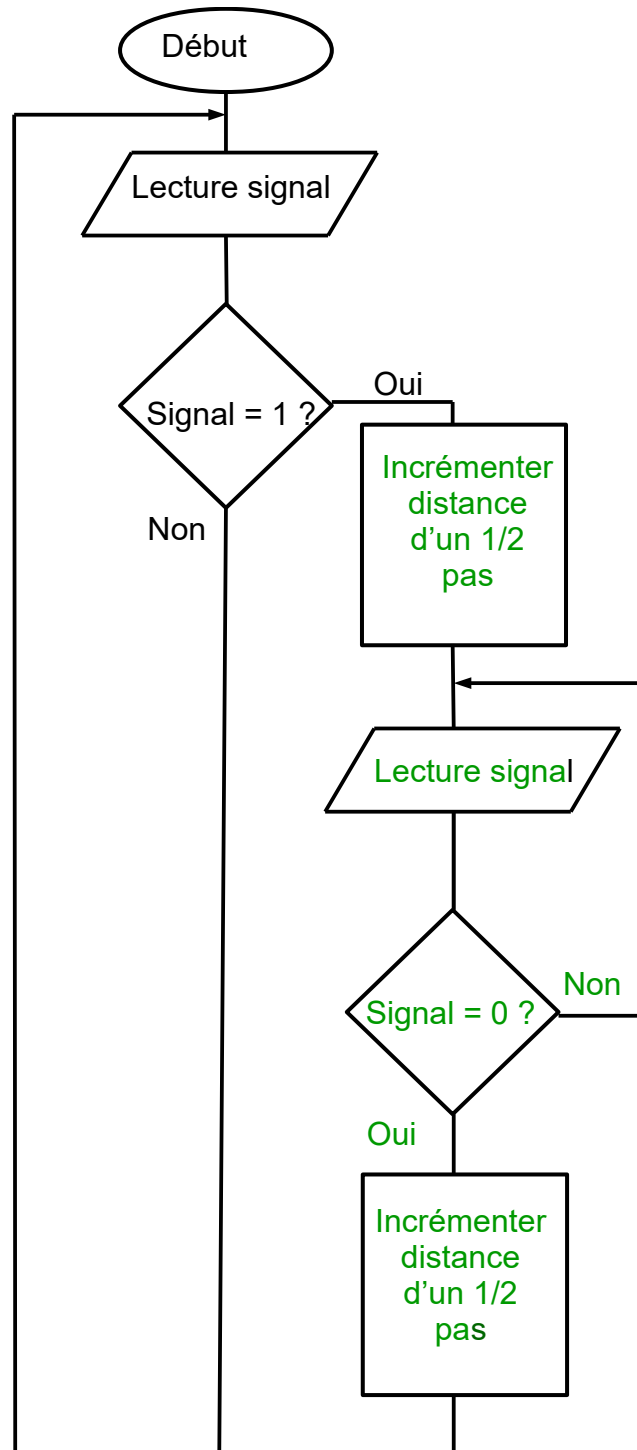 Début
Lecture signal
Signal = 1 ?
Oui
Non
Incrémenter
distance
d'un 1/2
pas
Lecture signal
Signal = 0 ?
Non
Oui
Incrémenter
distance
d'un 1/2
pas